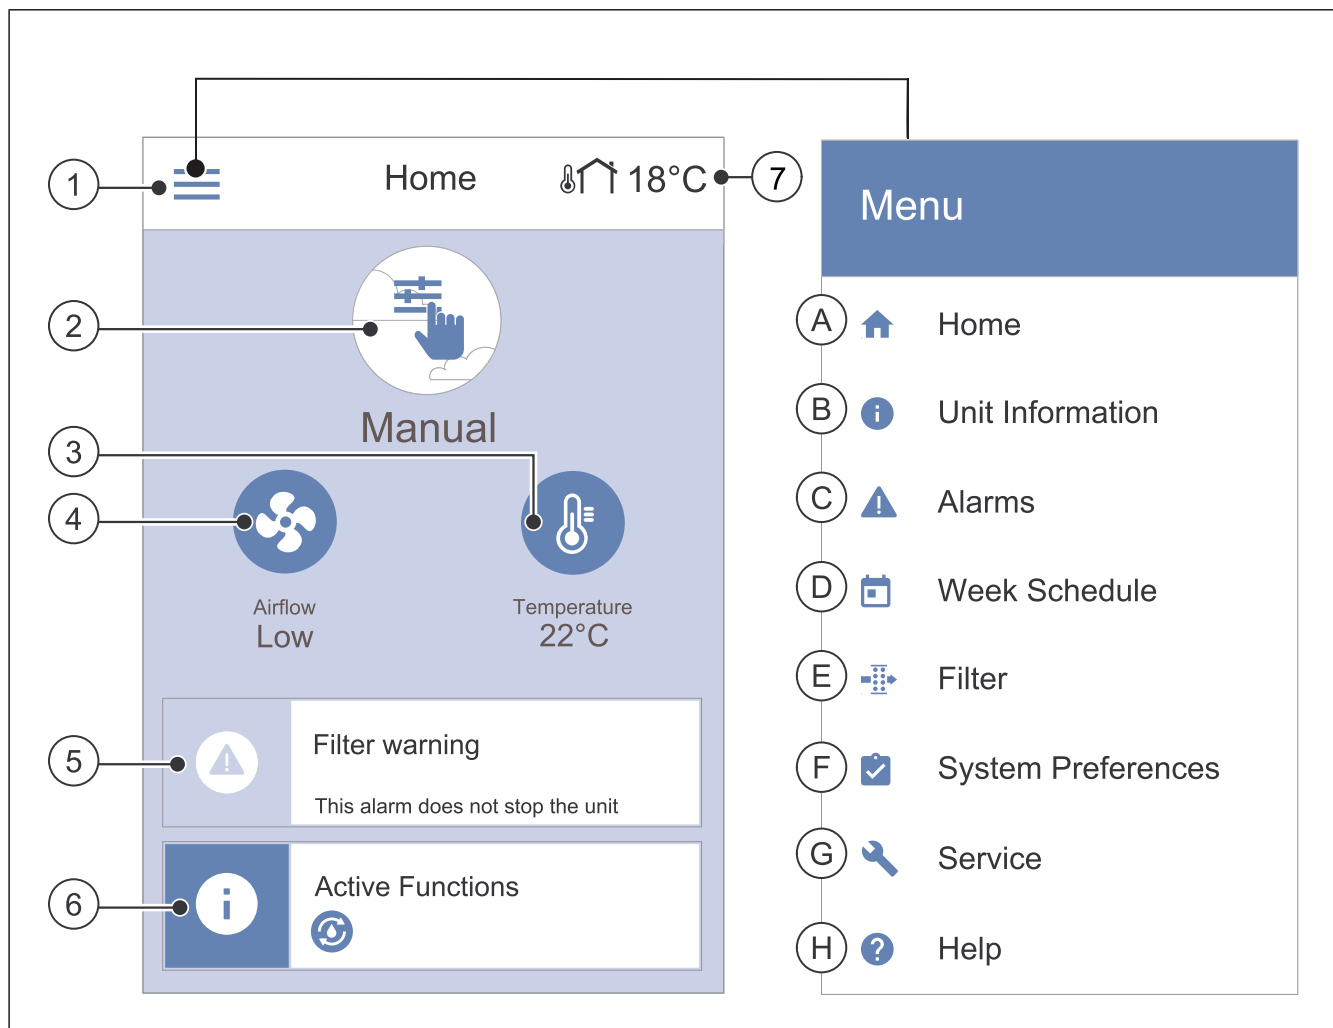 1
Home
18°C
7
2
Manual
3
4
Airflow
Low
Temperature
22°C
5
Filter warning
This alarm does not stop the unit
6
i
Active Functions
Menu
A
Home
B
i
Unit Information
C
!
Alarms
D
Week Schedule
E
Filter
F
System Preferences
G
Service
H
?
Help